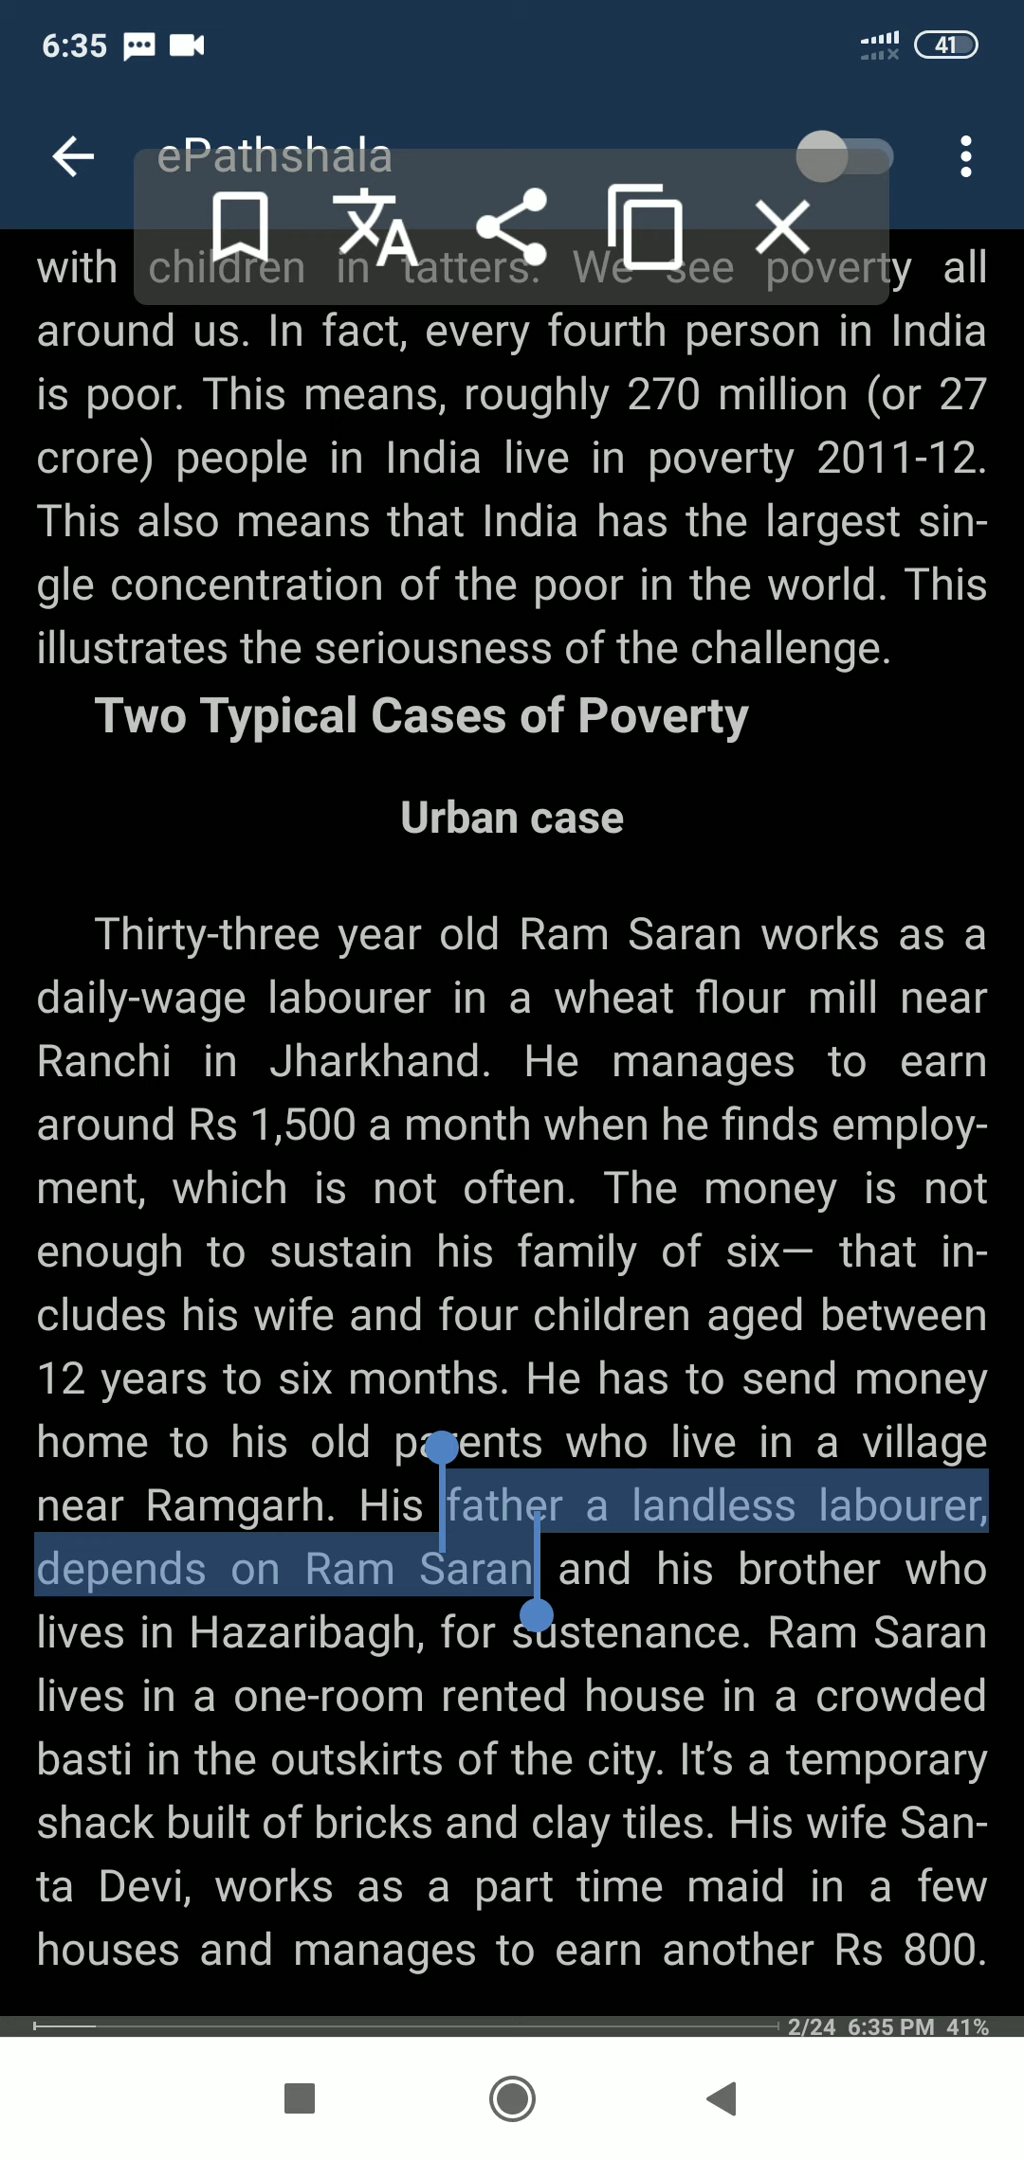 6:35
41
ePathshala
with children in tatters. We see poverty all
around us. In fact, every fourth person in India
is poor. This means, roughly 270 million (or 27
crore) people in India live in poverty 2011-12.
This also means that India has the largest sin-
gle concentration of the poor in the world. This
illustrates the seriousness of the challenge.
Two Typical Cases of Poverty
Urban case
Thirty-three year old Ram Saran works as a
daily-wage labourer in a wheat flour mill near
Ranchi in Jharkhand. He manages to earn
around Rs 1,500 a month when he finds employ-
ment, which is not often. The money is not
enough to sustain his family of six— that in-
cludes his wife and four children aged between
12 years to six months. He has to send money
home to his old parents who live in a village
near Ramgarh. His father a landless labourer,
depends on Ram Saran and his brother who
lives in Hazaribagh, for sustenance. Ram Saran
lives in a one-room rented house in a crowded
basti in the outskirts of the city. It’s a temporary
shack built of bricks and clay tiles. His wife San-
ta Devi, works as a part time maid in a few
houses and manages to earn another Rs 800.
2/24 6:35 PM 41%